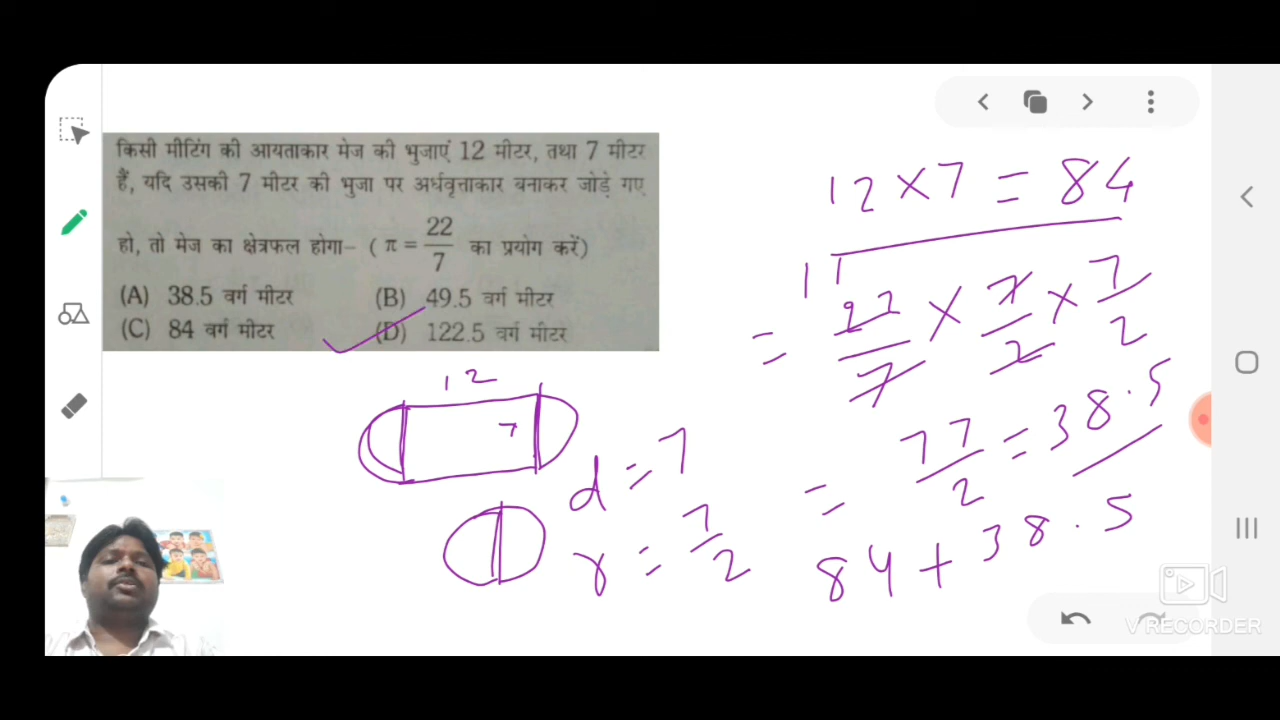 किसी मीटिंग की आयताकार मेज की भुजाएं 12 मीटर, तथा 7 मीटर
हैं, यदि उसकी 7 मीटर की भुजा पर अर्धवृत्ताकार बनाकर जोड़े गए
हो, तो मेज का क्षेत्रफल होगा– ( π = 22/7 का प्रयोग करें)
(A) 38.5 वर्ग मीटर (B) 49.5 वर्ग मीटर
(C) 84 वर्ग मीटर (D) 122.5 वर्ग मीटर
12
7
d = 7
r = 7/2
12 × 7 = 84
11
= 22/7 × 7/2 × 7/2
= 77/2 = 38.5
84 + 38.5
V RECORDER